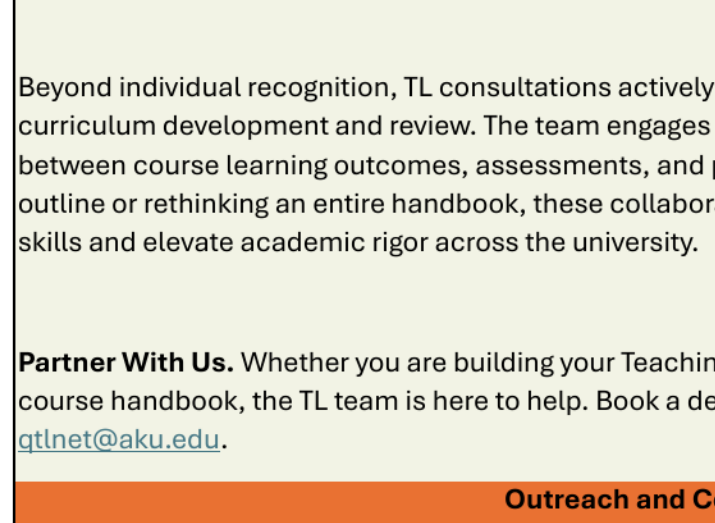 Beyond individual recognition, TL consultations actively
curriculum development and review. The team engages
between course learning outcomes, assessments, and
outline or rethinking an entire handbook, these
skills and elevate academic rigor across the university.
Partner With Us. Whether you are building your
course handbook, the TL team is here to help. Book a
qtlnet@aku.edu.
Outreach and